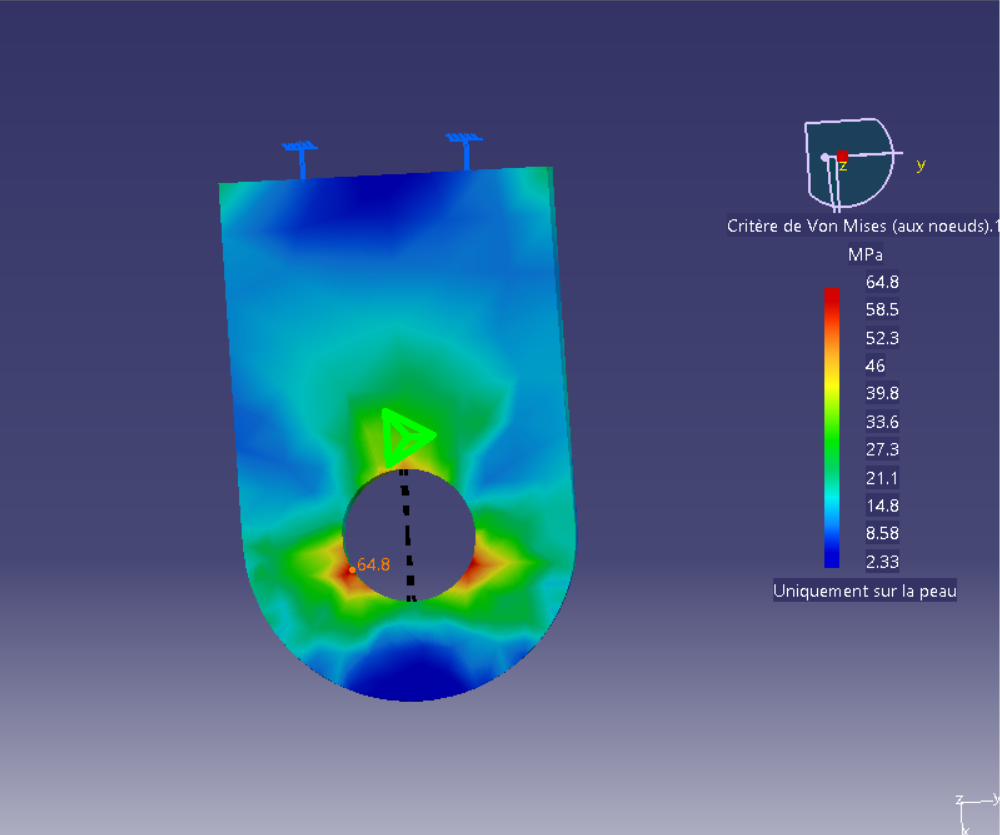 z
y
Critère de Von Mises (aux noeuds).1
MPa
64.8
58.5
52.3
46
39.8
33.6
27.3
21.1
14.8
8.58
2.33
Uniquement sur la peau
64.8
z
y
x